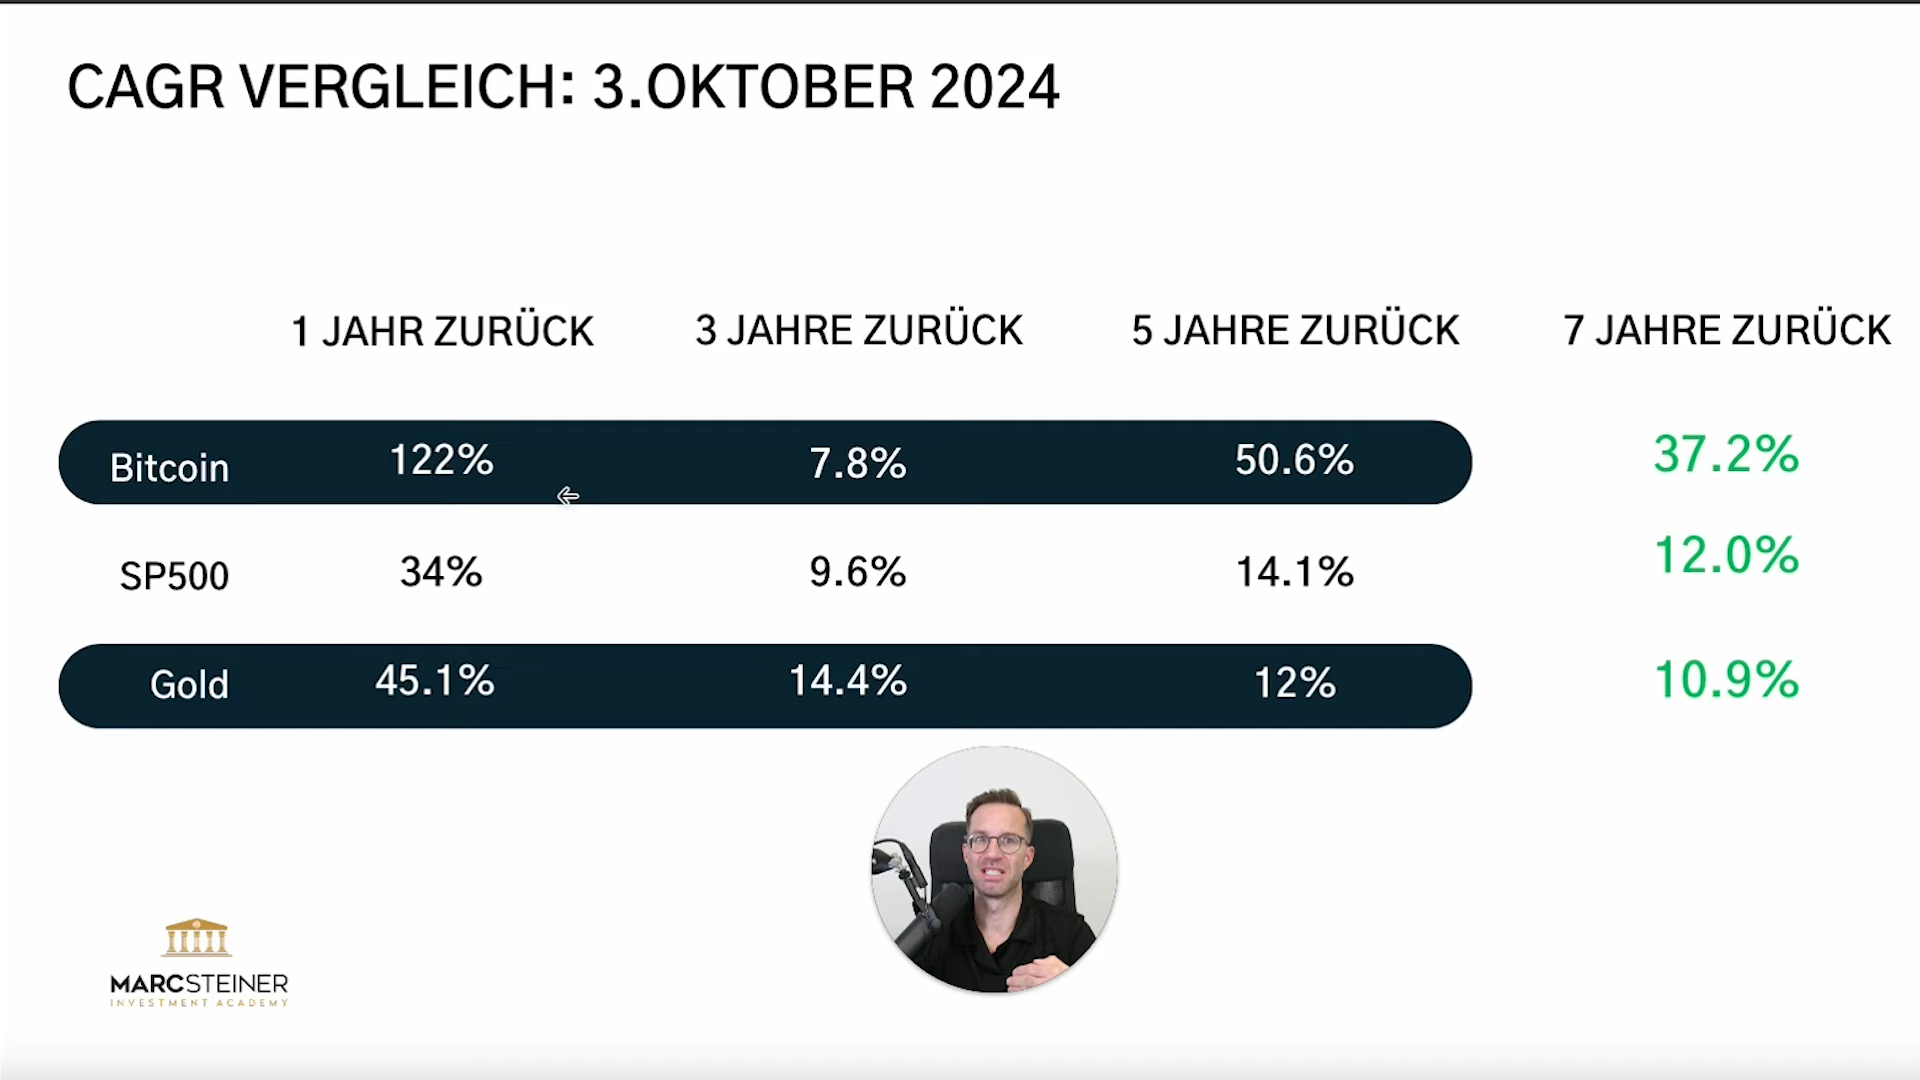 CAGR VERGLEICH: 3.OKTOBER 2024
1 JAHR ZURÜCK 3 JAHRE ZURÜCK 5 JAHRE ZURÜCK 7 JAHRE ZURÜCK
Bitcoin 122% 7.8% 50.6% 37.2%
SP500 34% 9.6% 14.1% 12.0%
Gold 45.1% 14.4% 12% 10.9%
MARCSTEINER
INVESTMENT ACADEMY